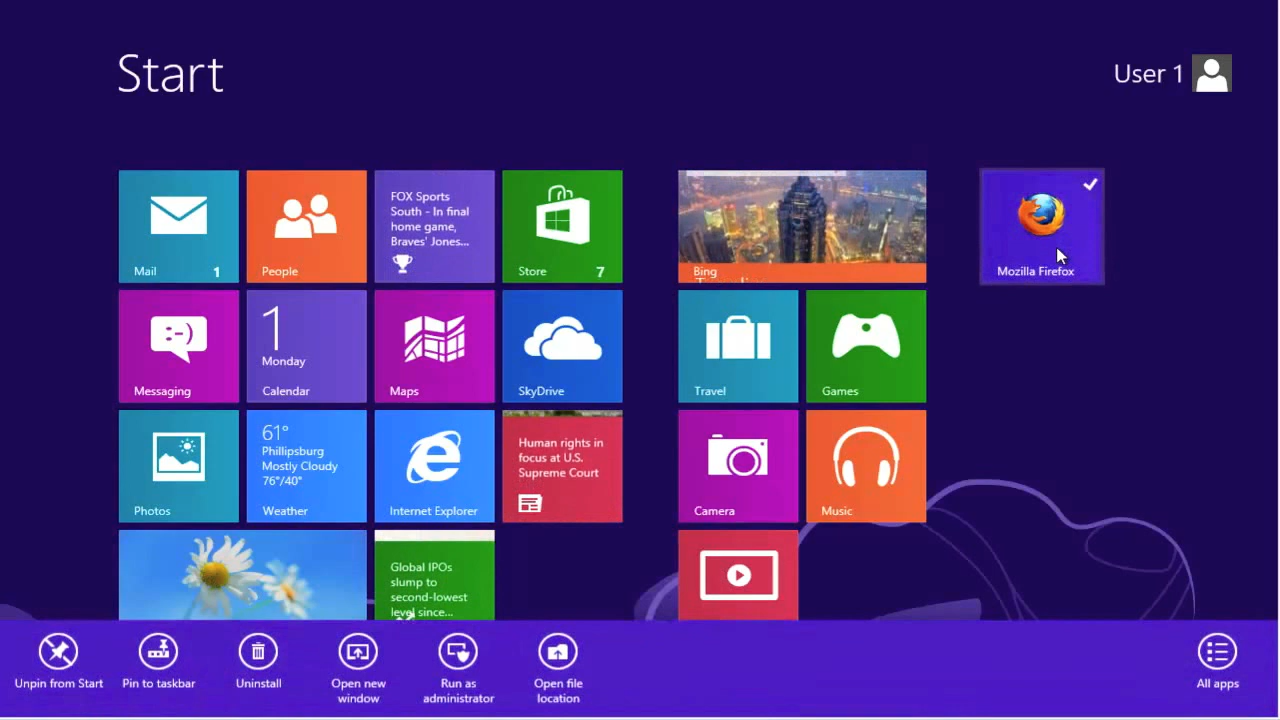 Start
User 1
Mail
1
People
FOX Sports
South - In final
home game,
Braves' Jones...
Store
7
Bing
Mozilla Firefox
Messaging
1
Monday
Calendar
Maps
SkyDrive
Travel
Games
Photos
61°
Phillipsburg
Mostly Cloudy
76°/40°
Weather
Internet Explorer
Human rights in
focus at U.S.
Supreme Court
Camera
Music
Global IPOs
slump to
second-lowest
level since...
Unpin from Start
Pin to taskbar
Uninstall
Open new
window
Run as
administrator
Open file
location
All apps